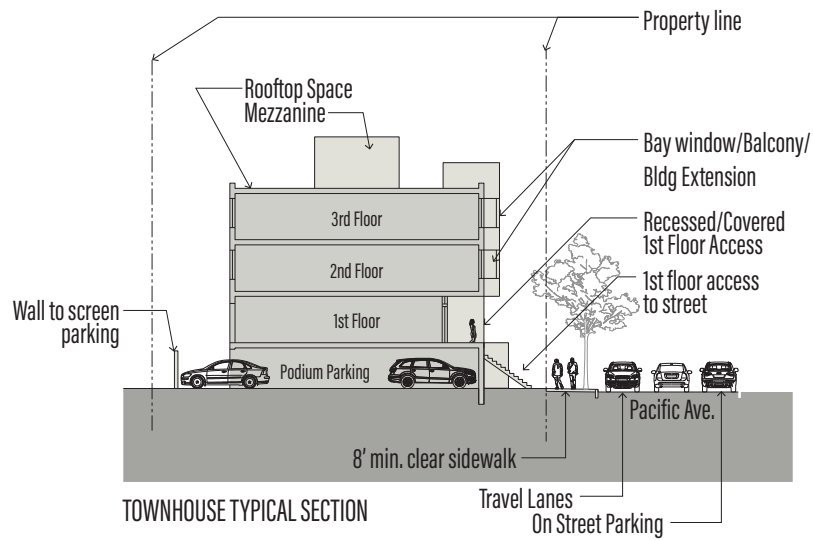 Property line
Rooftop Space
Mezzanine
Bay window/Balcony/
Bldg Extension
3rd Floor
Recessed/Covered
1st Floor Access
2nd Floor
1st floor access
to street
Wall to screen
parking
1st Floor
Podium Parking
Pacific Ave.
8' min. clear sidewalk
TOWNHOUSE TYPICAL SECTION
Travel Lanes
On Street Parking